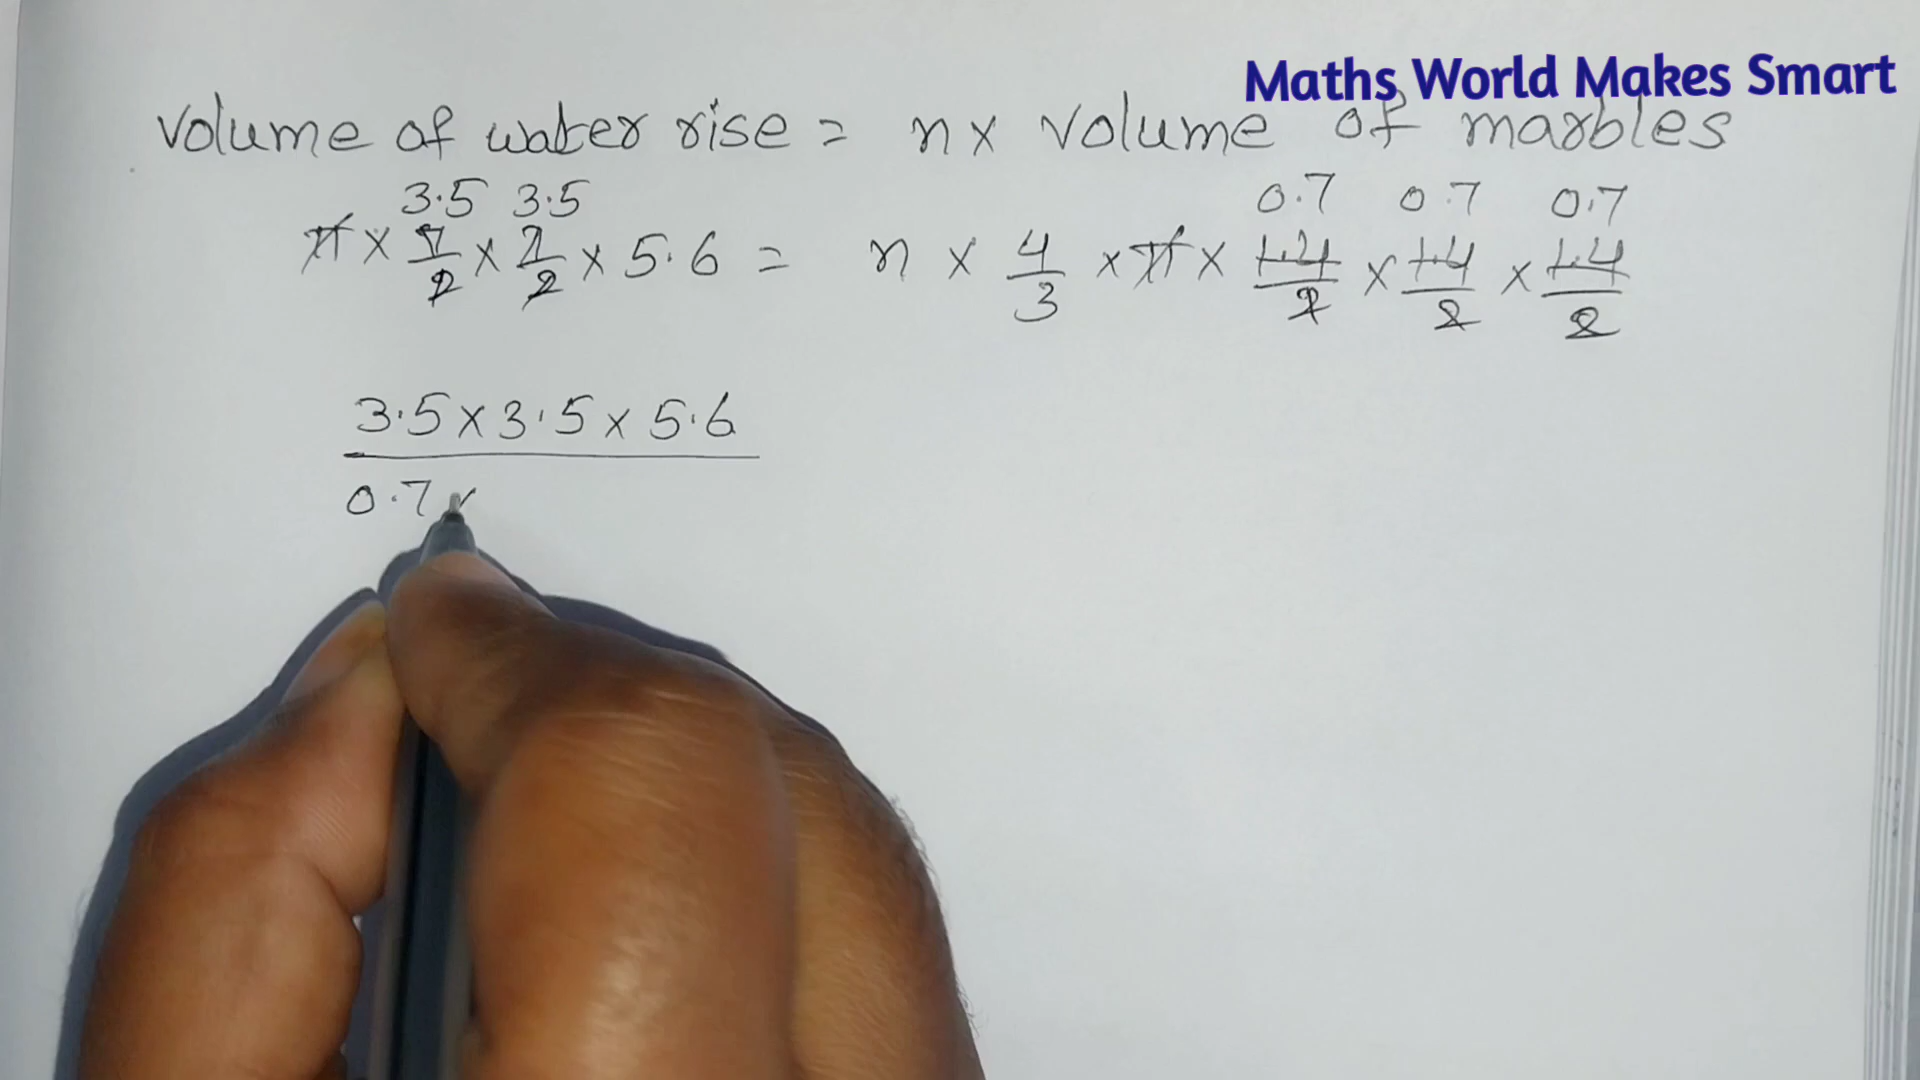 Maths World Makes Smart
Volume of water rise = n × volume of marbles
3.5 3.5 0.7 0.7 0.7
π × 7/2 × 7/2 × 5.6 = n × 4/3 × π × 1.4/2 × 1.4/2 × 1.4/2
3.5 × 3.5 × 5.6
0.7 ×